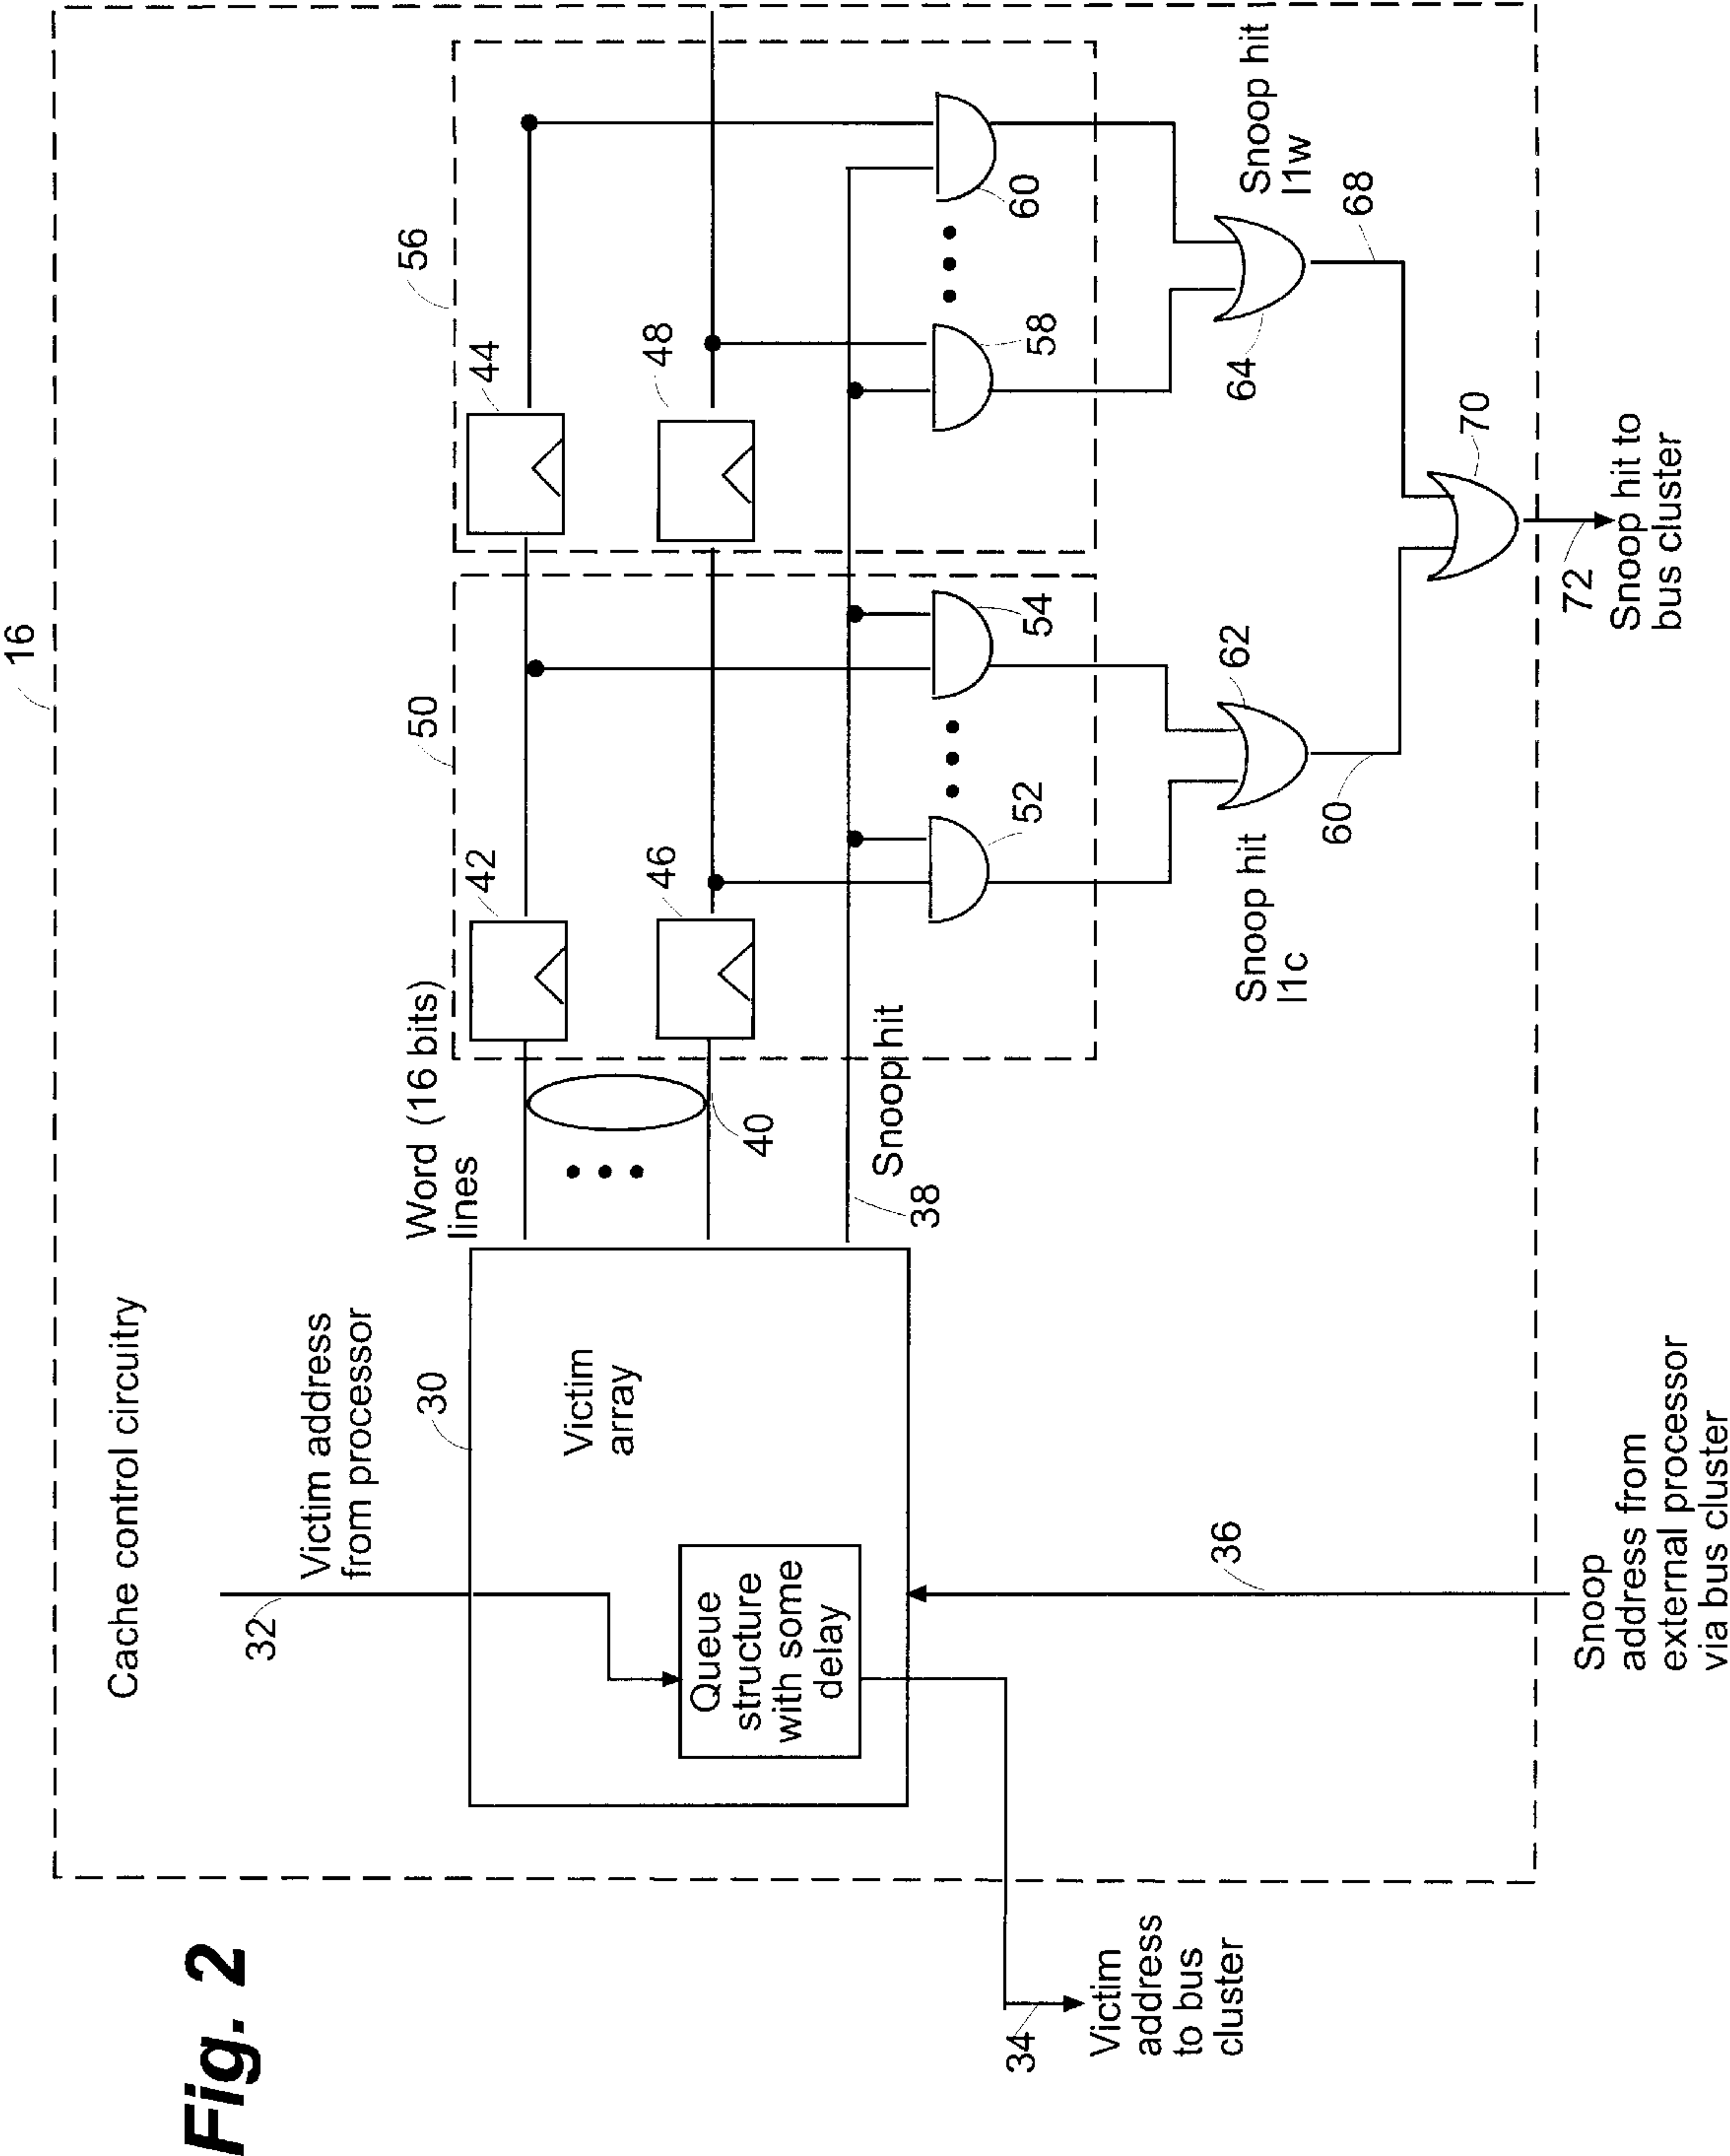 Fig. 2
16
Cache control circuitry
32
Victim address
from processor
30
Victim
array
Queue
structure
with some
delay
34
Victim
address
to bus
cluster
36
Snoop
address from
external processor
via bus cluster
Word (16 bits)
lines
40
Snoop hit
38
42
46
50
52
54
44
48
56
58
60
Snoop hit
l1c
62
60
Snoop hit
l1w
64
68
70
72
Snoop hit to
bus cluster